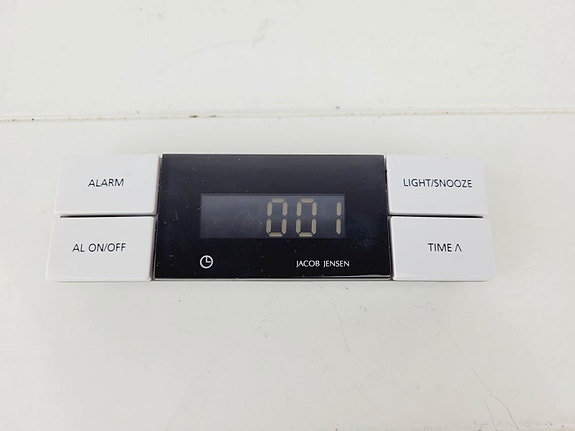 ALARM
LIGHT/SNOOZE
001
AL ON/OFF
TIME Λ
JACOB JENSEN